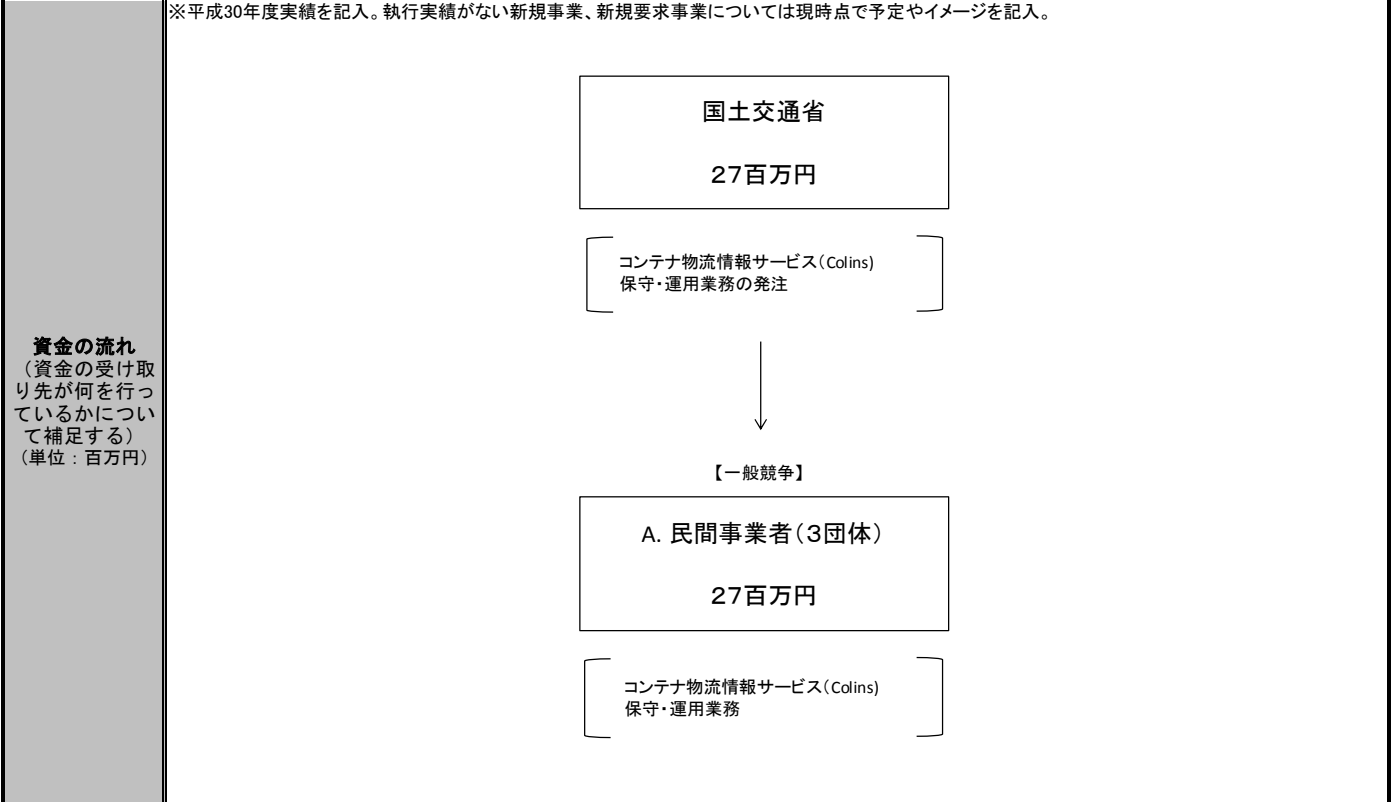 ※平成30年度実績を記入。執行実績がない新規事業、新規要求事業については現時点で予定やイメージを記入。
資金の流れ
(資金の受け取
り先が何を行っ
ているかについ
て補足する)
(単位：百万円)
国土交通省
27百万円
コンテナ物流情報サービス(Colins)
保守・運用業務の発注
【一般競争】
A. 民間事業者(3団体)
27百万円
コンテナ物流情報サービス(Colins)
保守・運用業務